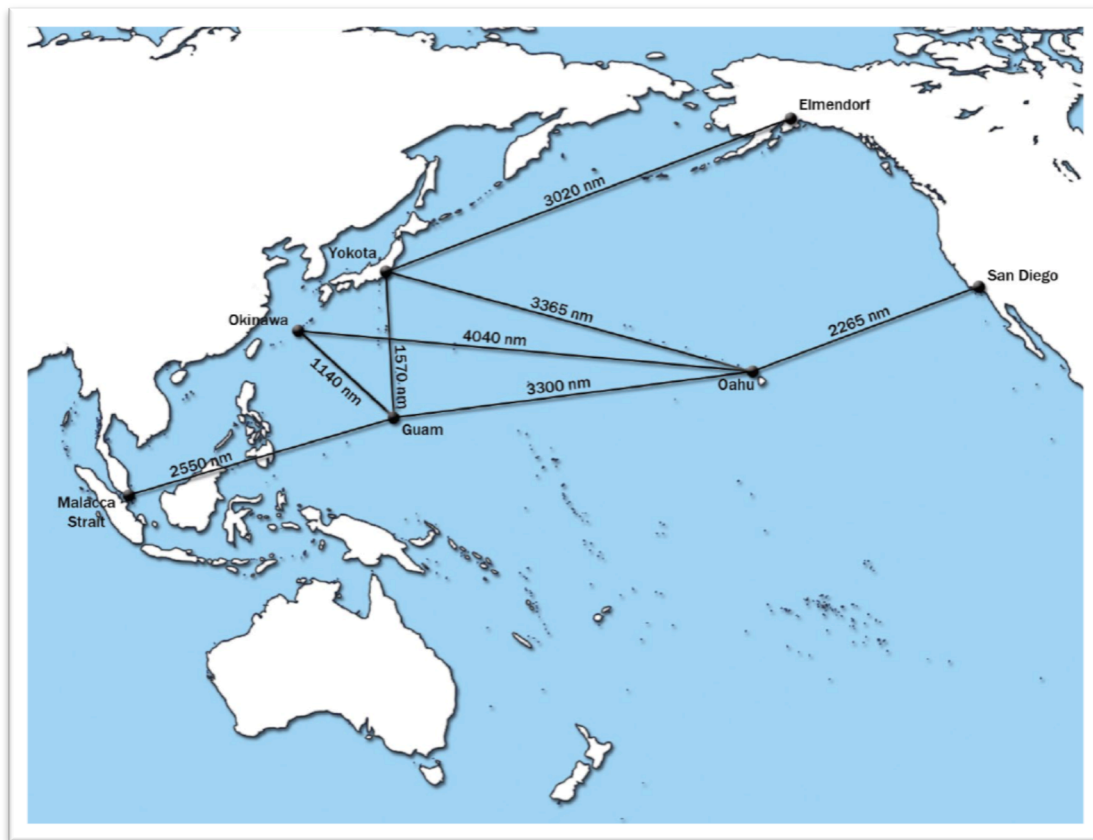 Elmendorf
3020 nm
Yokota
San Diego
3365 nm
2265 nm
Okinawa
4040 nm
1570 nm
1140 nm
3300 nm
Oahu
Guam
2550 nm
Malacca
Strait